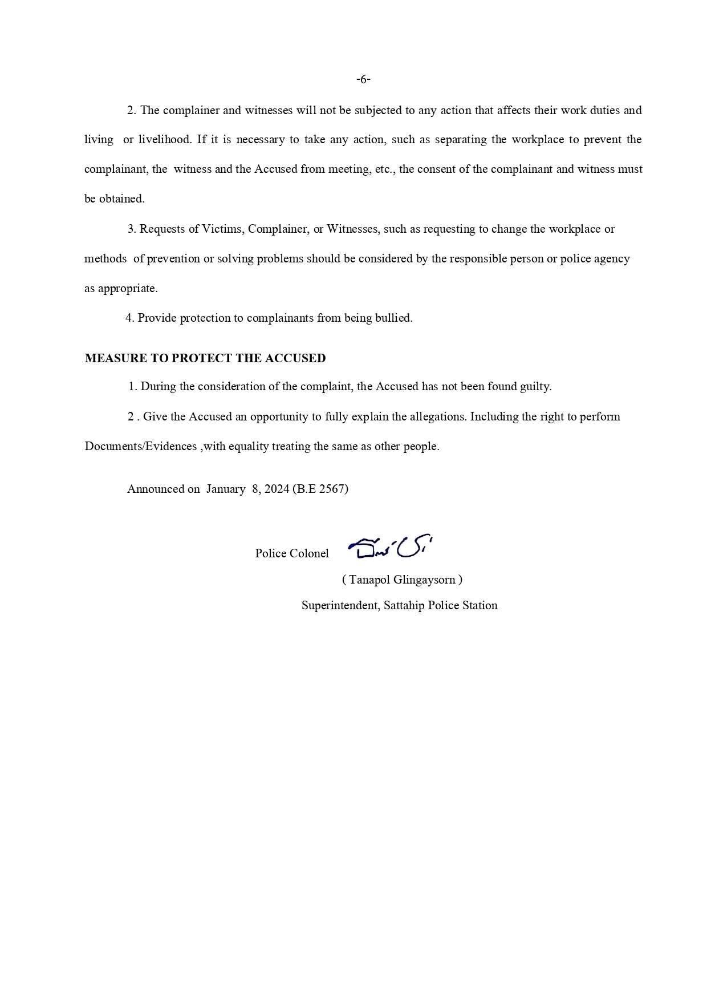 -6-
2. The complainer and witnesses will not be subjected to any action that affects their work duties and
living or livelihood. If it is necessary to take any action, such as separating the workplace to prevent the
complainant, the witness and the Accused from meeting, etc., the consent of the complainant and witness must
be obtained.
3. Requests of Victims, Complainer, or Witnesses, such as requesting to change the workplace or
methods of prevention or solving problems should be considered by the responsible person or police agency
as appropriate.
4. Provide protection to complainants from being bullied.
MEASURE TO PROTECT THE ACCUSED
1. During the consideration of the complaint, the Accused has not been found guilty.
2 . Give the Accused an opportunity to fully explain the allegations. Including the right to perform
Documents/Evidences ,with equality treating the same as other people.
Announced on January 8, 2024 (B.E 2567)
Police Colonel
( Tanapol Glingaysorn )
Superintendent, Sattahip Police Station